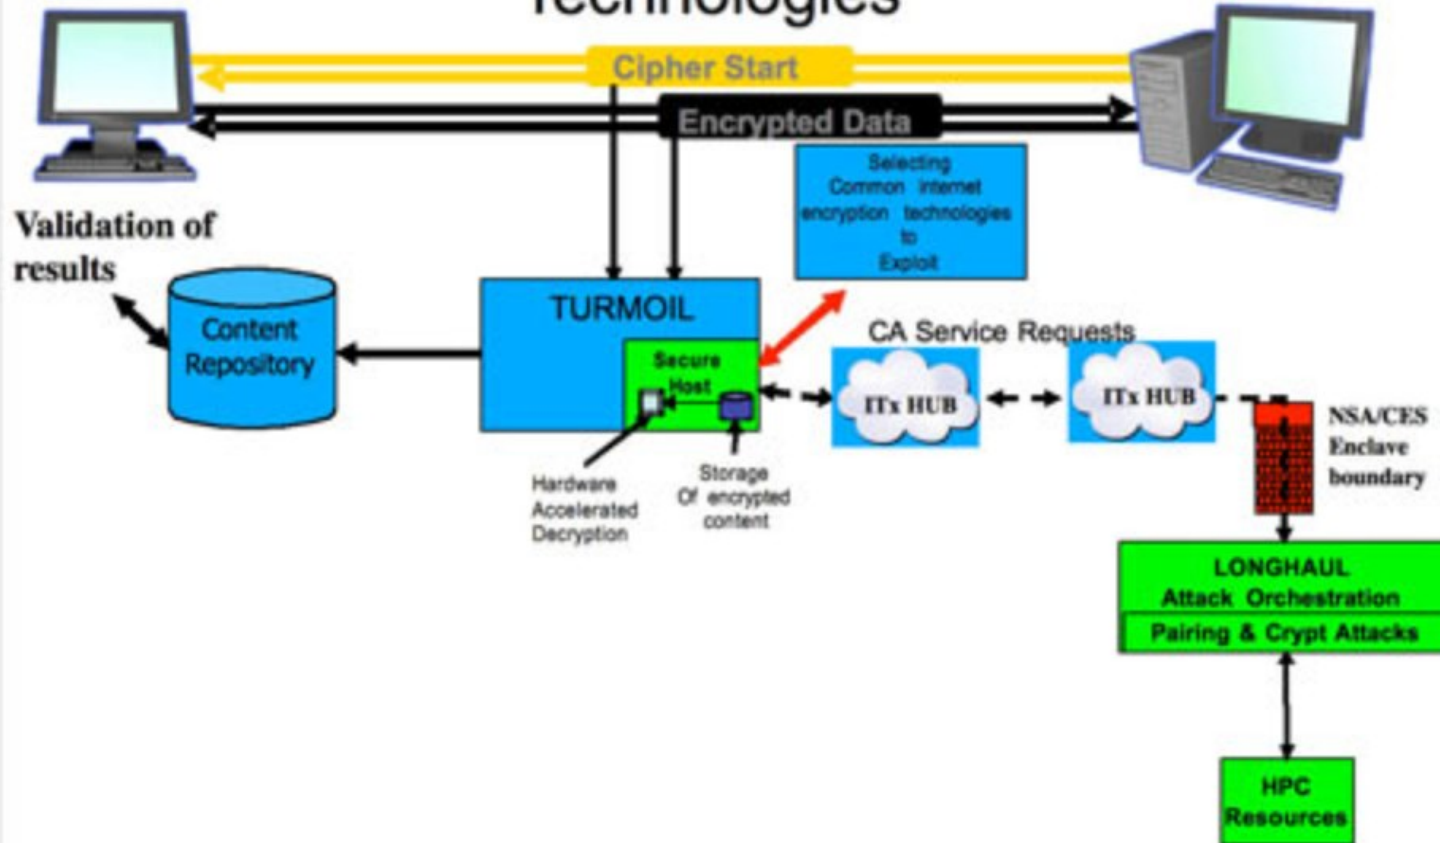 Technologies
Cipher Start
Encrypted Data
Selecting
Common internet
encryption technologies
to
Exploit
Validation of
results
Content
Repository
TURMOIL
Secure
Host
CA Service Requests
ITx HUB
ITx HUB
NSA/CES
Enclave
boundary
Hardware
Accelerated
Decryption
Storage
Of encrypted
content
LONGHAUL
Attack Orchestration
Pairing & Crypt Attacks
HPC
Resources